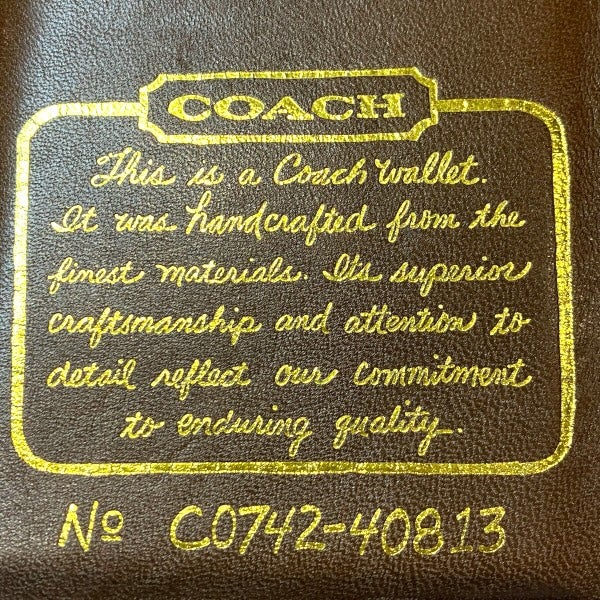 COACH
This is a Coach wallet.
It was handcrafted from the
finest materials. Its superior
craftsmanship and attention to
detail reflect our commitment
to enduring quality.
No C0742-40813